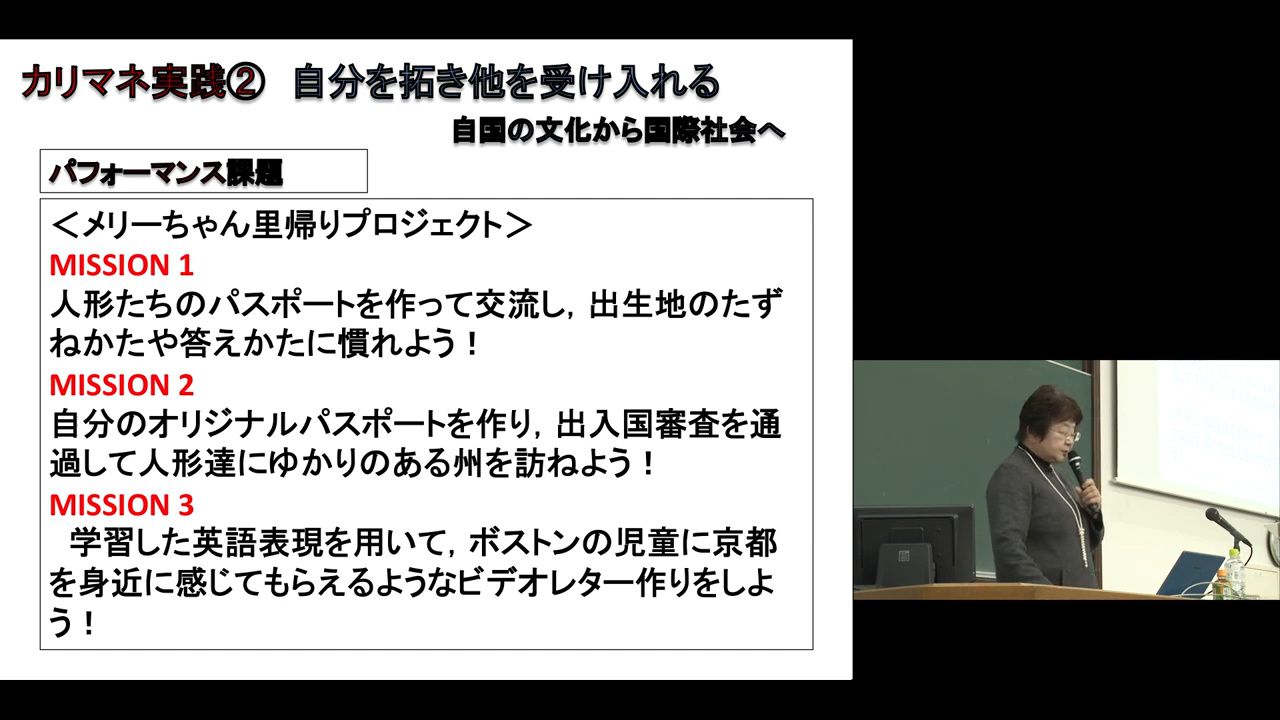 カリマネ実践② 自分を拓き他を受け入れる
自国の文化から国際社会へ
パフォーマンス課題
＜メリーちゃん里帰りプロジェクト＞
MISSION 1
人形たちのパスポートを作って交流し，出生地のたず
ねかたや答えかたに慣れよう！
MISSION 2
自分のオリジナルパスポートを作り，出入国審査を通
過して人形達にゆかりのある州を訪ねよう！
MISSION 3
学習した英語表現を用いて，ボストンの児童に京都
を身近に感じてもらえるようなビデオレター作りをしよ
う！